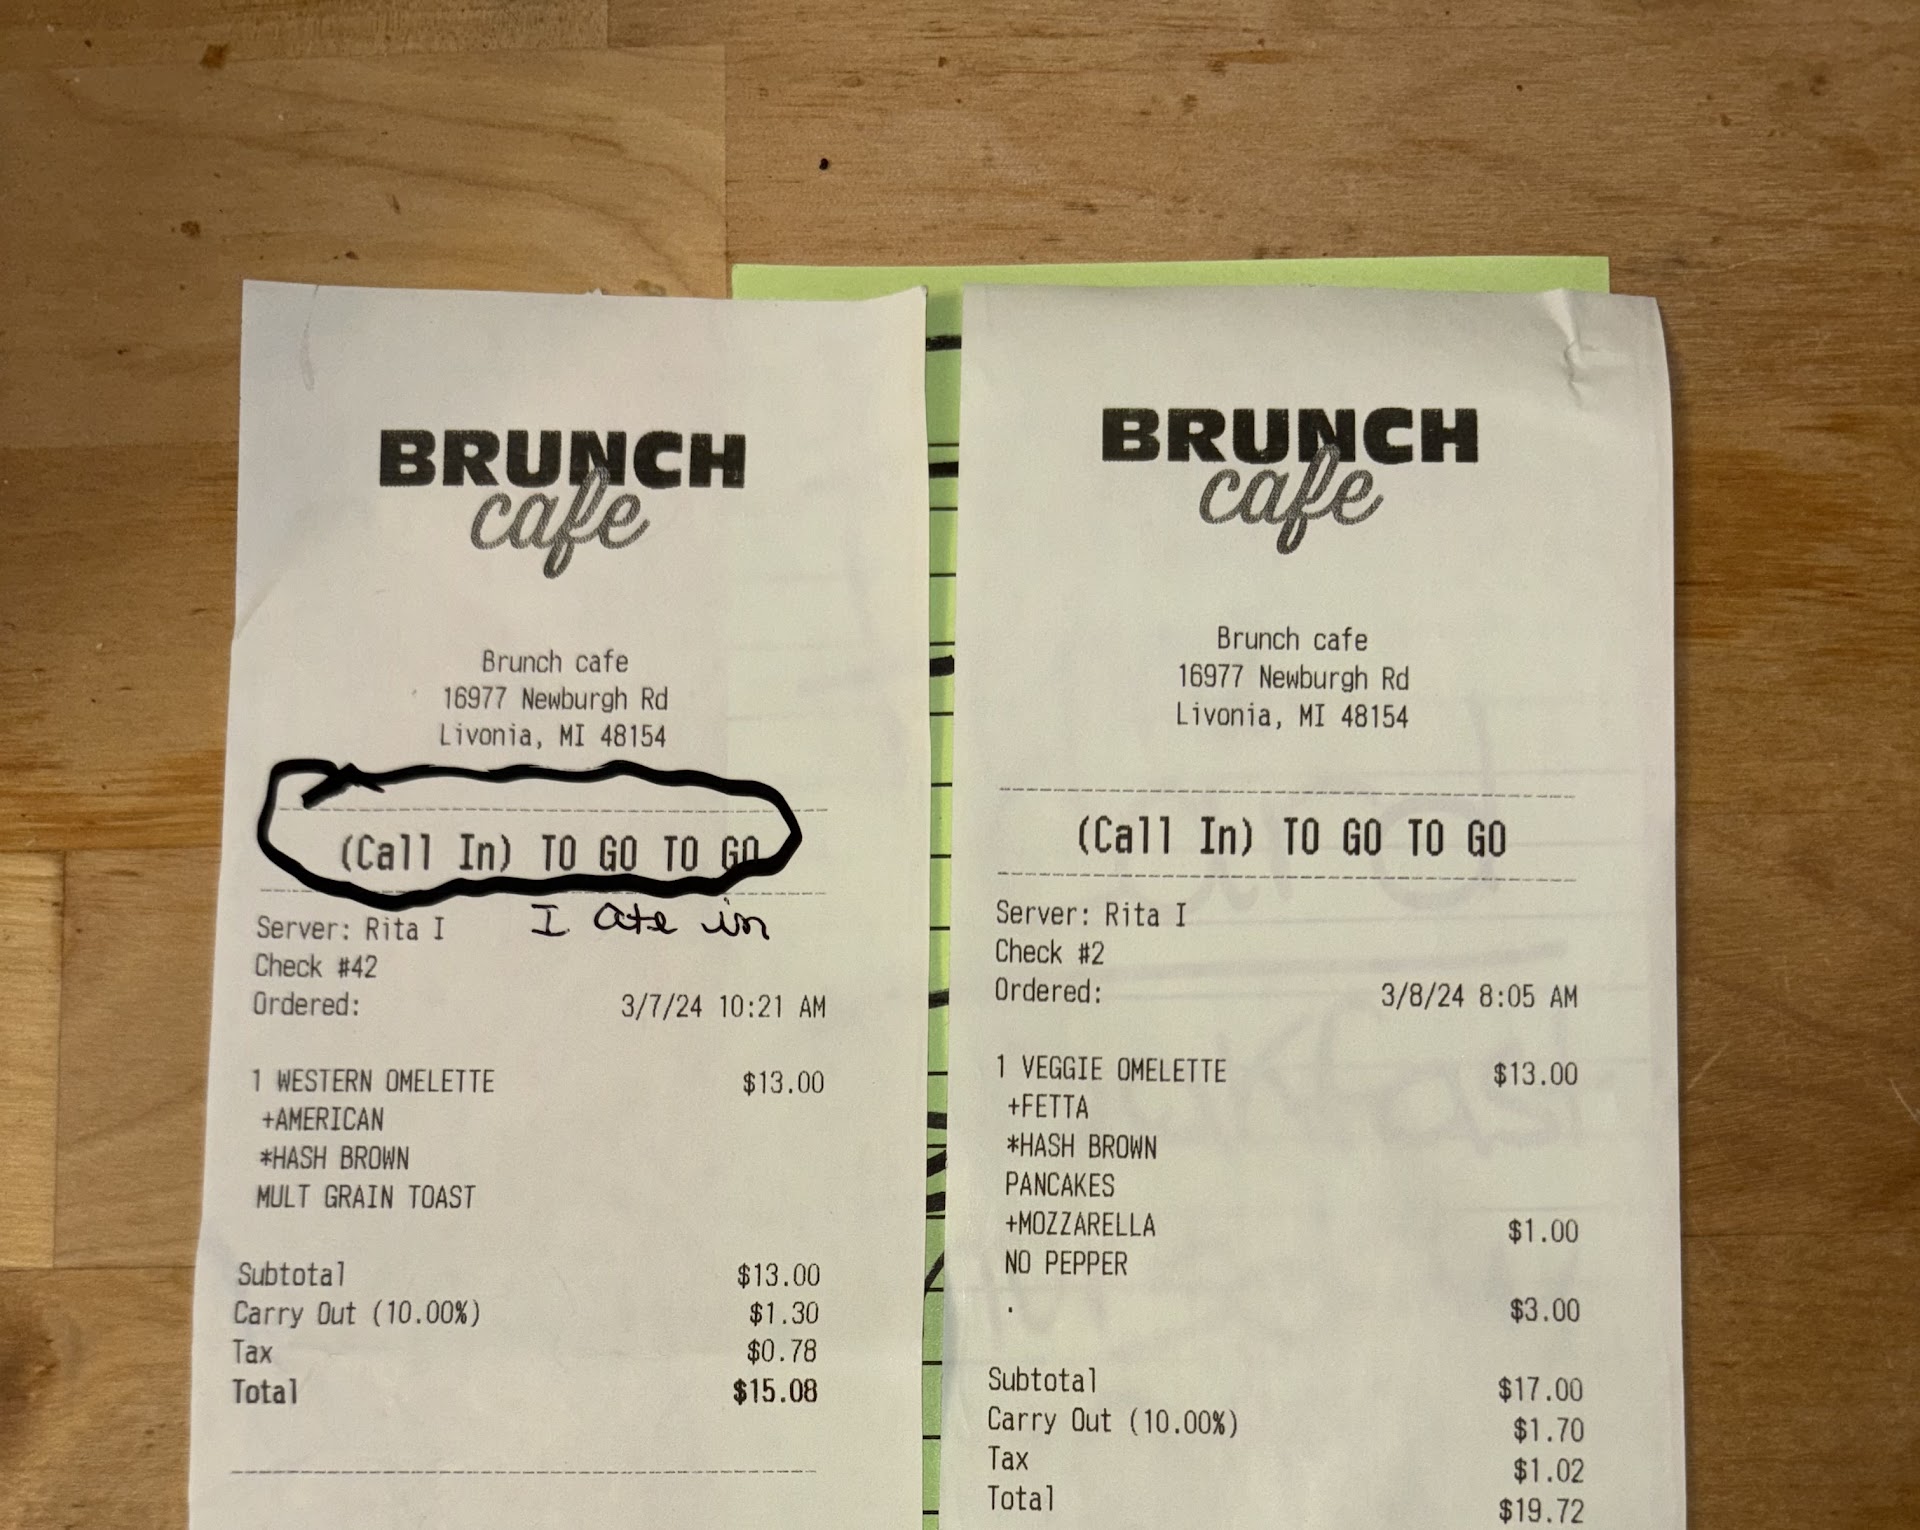 BRUNCH
cafe
Brunch cafe
16977 Newburgh Rd
Livonia, MI 48154
(Call In) TO GO TO GO
I ate in
Server: Rita I
Check #42
Ordered: 3/7/24 10:21 AM
1 WESTERN OMELETTE $13.00
+AMERICAN
*HASH BROWN
MULT GRAIN TOAST
Subtotal $13.00
Carry Out (10.00%) $1.30
Tax $0.78
Total $15.08
BRUNCH
cafe
Brunch cafe
16977 Newburgh Rd
Livonia, MI 48154
(Call In) TO GO TO GO
Server: Rita I
Check #2
Ordered: 3/8/24 8:05 AM
1 VEGGIE OMELETTE $13.00
+FETTA
*HASH BROWN
PANCAKES
+MOZZARELLA $1.00
NO PEPPER
. $3.00
Subtotal $17.00
Carry Out (10.00%) $1.70
Tax $1.02
Total $19.72